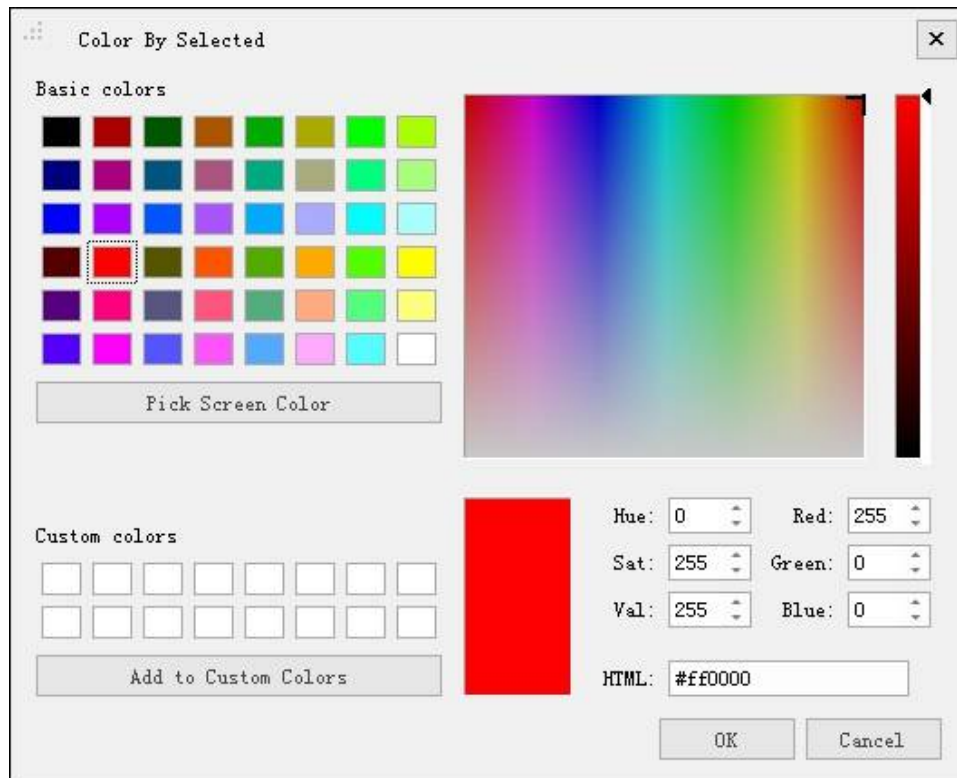 Color By Selected
Basic colors
Pick Screen Color
Custom colors
Add to Custom Colors
Hue: 0 Red: 255
Sat: 255 Green: 0
Val: 255 Blue: 0
HTML: #ff0000
OK Cancel